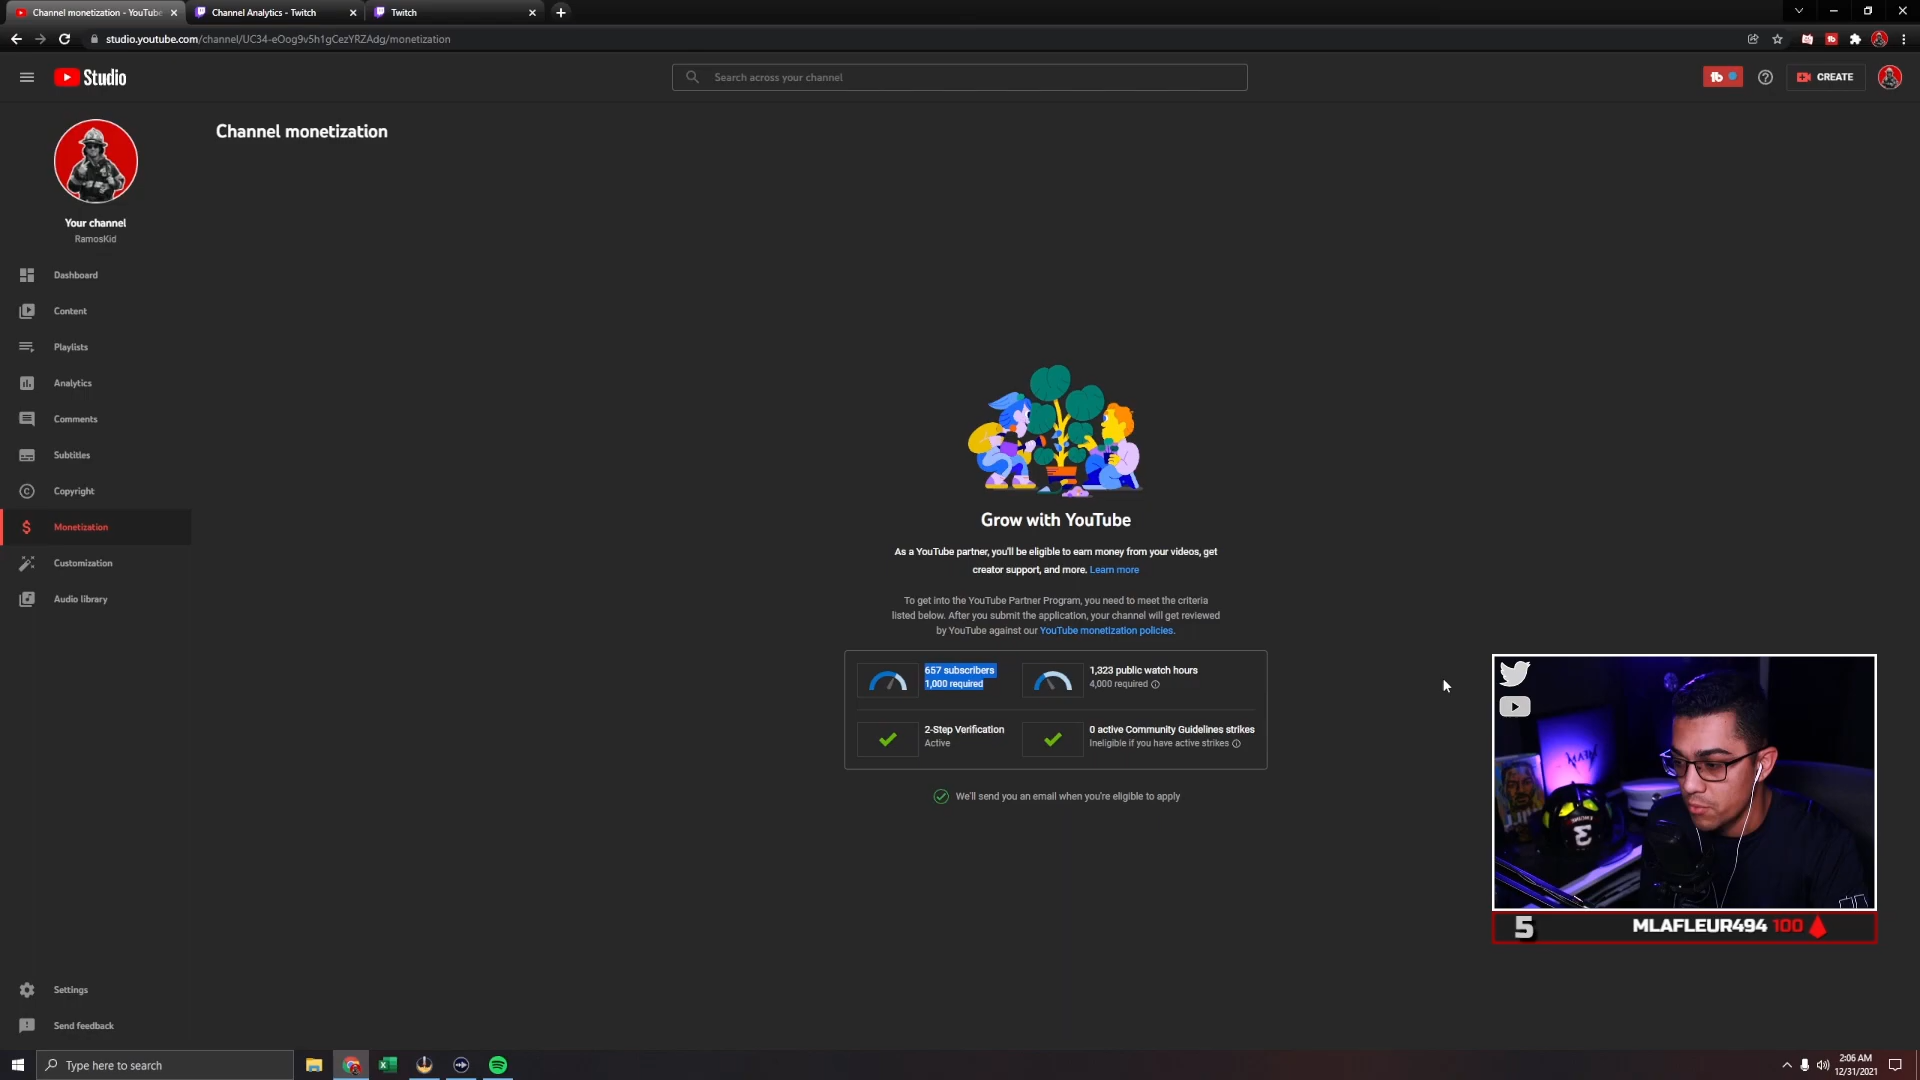 Channel monetization - YouTube
Channel Analytics - Twitch
Twitch
studio.youtube.com/channel/UC34-eOog9v5h1gCezYRZAdg/monetization
Studio
Search across your channel
CREATE
Channel monetization
Your channel
RamosKid
Dashboard
Content
Playlists
Analytics
Comments
Subtitles
Copyright
Monetization
Customization
Audio library
Settings
Send feedback
Grow with YouTube
As a YouTube partner, you'll be eligible to earn money from your videos, get
creator support, and more. Learn more
To get into the YouTube Partner Program, you need to meet the criteria
listed below. After you submit the application, your channel will get reviewed
by YouTube against our YouTube monetization policies.
657 subscribers
1,000 required
1,323 public watch hours
4,000 required
2-Step Verification
Active
0 active Community Guidelines strikes
Ineligible if you have active strikes
We'll send you an email when you're eligible to apply
3
5
MLAFLEUR494 100
Type here to search
2:06 AM
12/31/2021